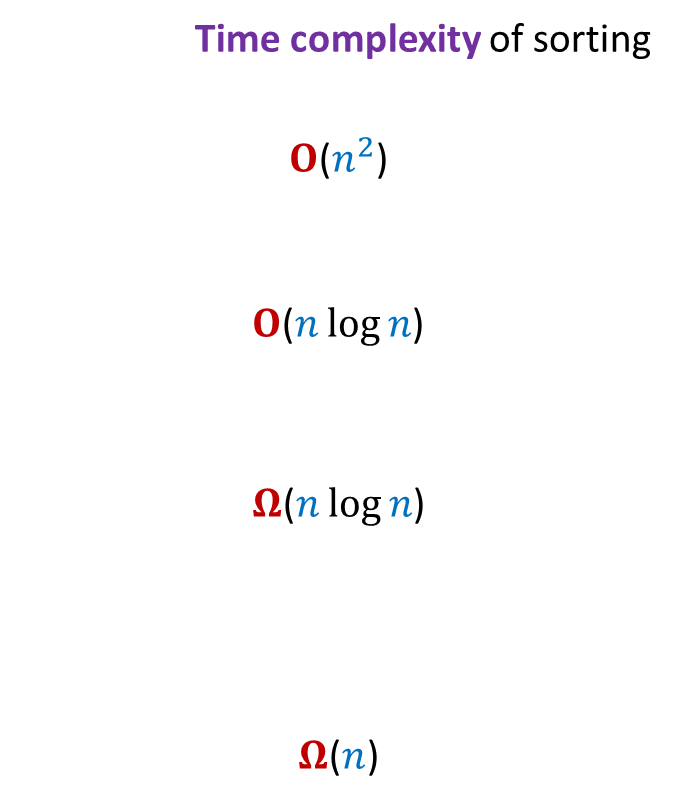 Time complexity of sorting
O(n²)
O(n log n)
Ω(n log n)
Ω(n)